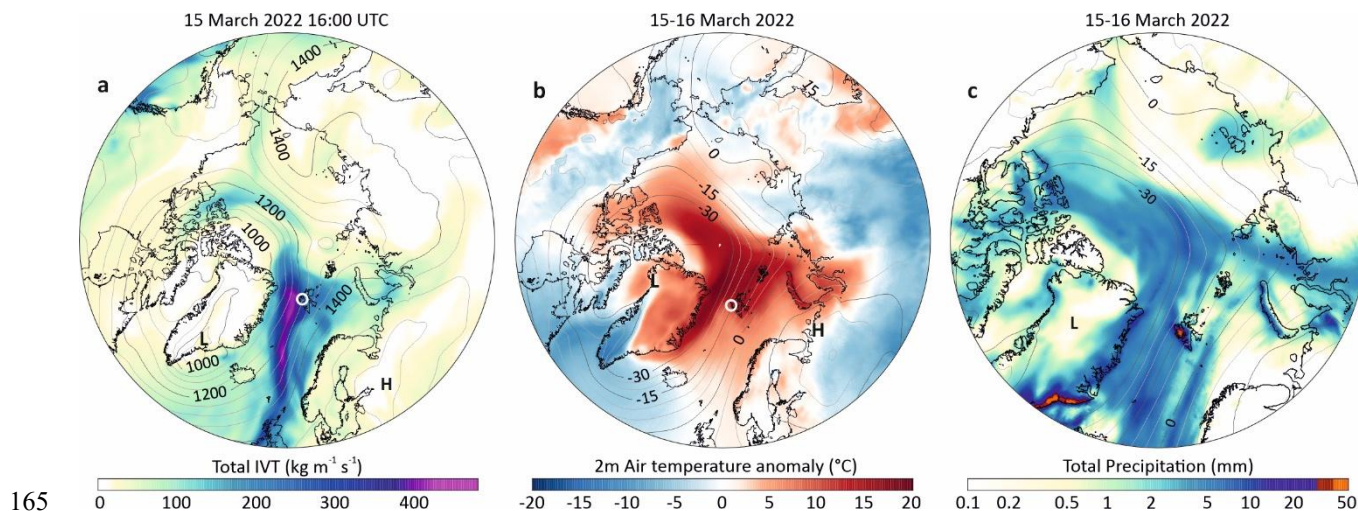 15 March 2022 16:00 UTC
15-16 March 2022
15-16 March 2022
a
1400
1400
1200
1000
1400
L
1000
1200
H
b
15
0
-15
-30
L
H
0
-30
-15
c
0
-15
-30
L
0
Total IVT (kg m⁻¹ s⁻¹)
0 100 200 300 400
2m Air temperature anomaly (°C)
-20 -15 -10 -5 0 5 10 15 20
Total Precipitation (mm)
0.1 0.2 0.5 1 2 5 10 20 50
165